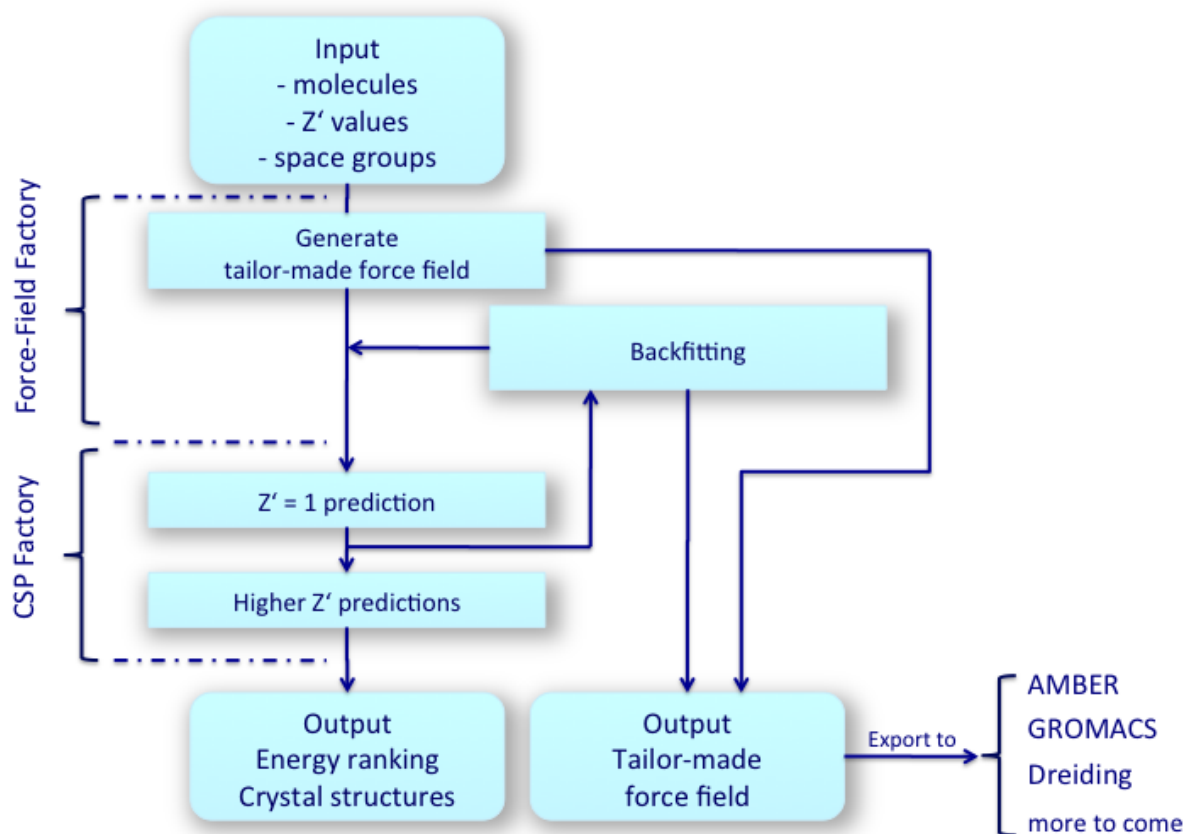 Input
- molecules
- Z‘ values
- space groups
Force-Field Factory
Generate
tailor-made force field
Backfitting
CSP Factory
Z‘ = 1 prediction
Higher Z‘ predictions
Output
Energy ranking
Crystal structures
Output
Tailor-made
force field
Export to
AMBER
GROMACS
Dreiding
more to come